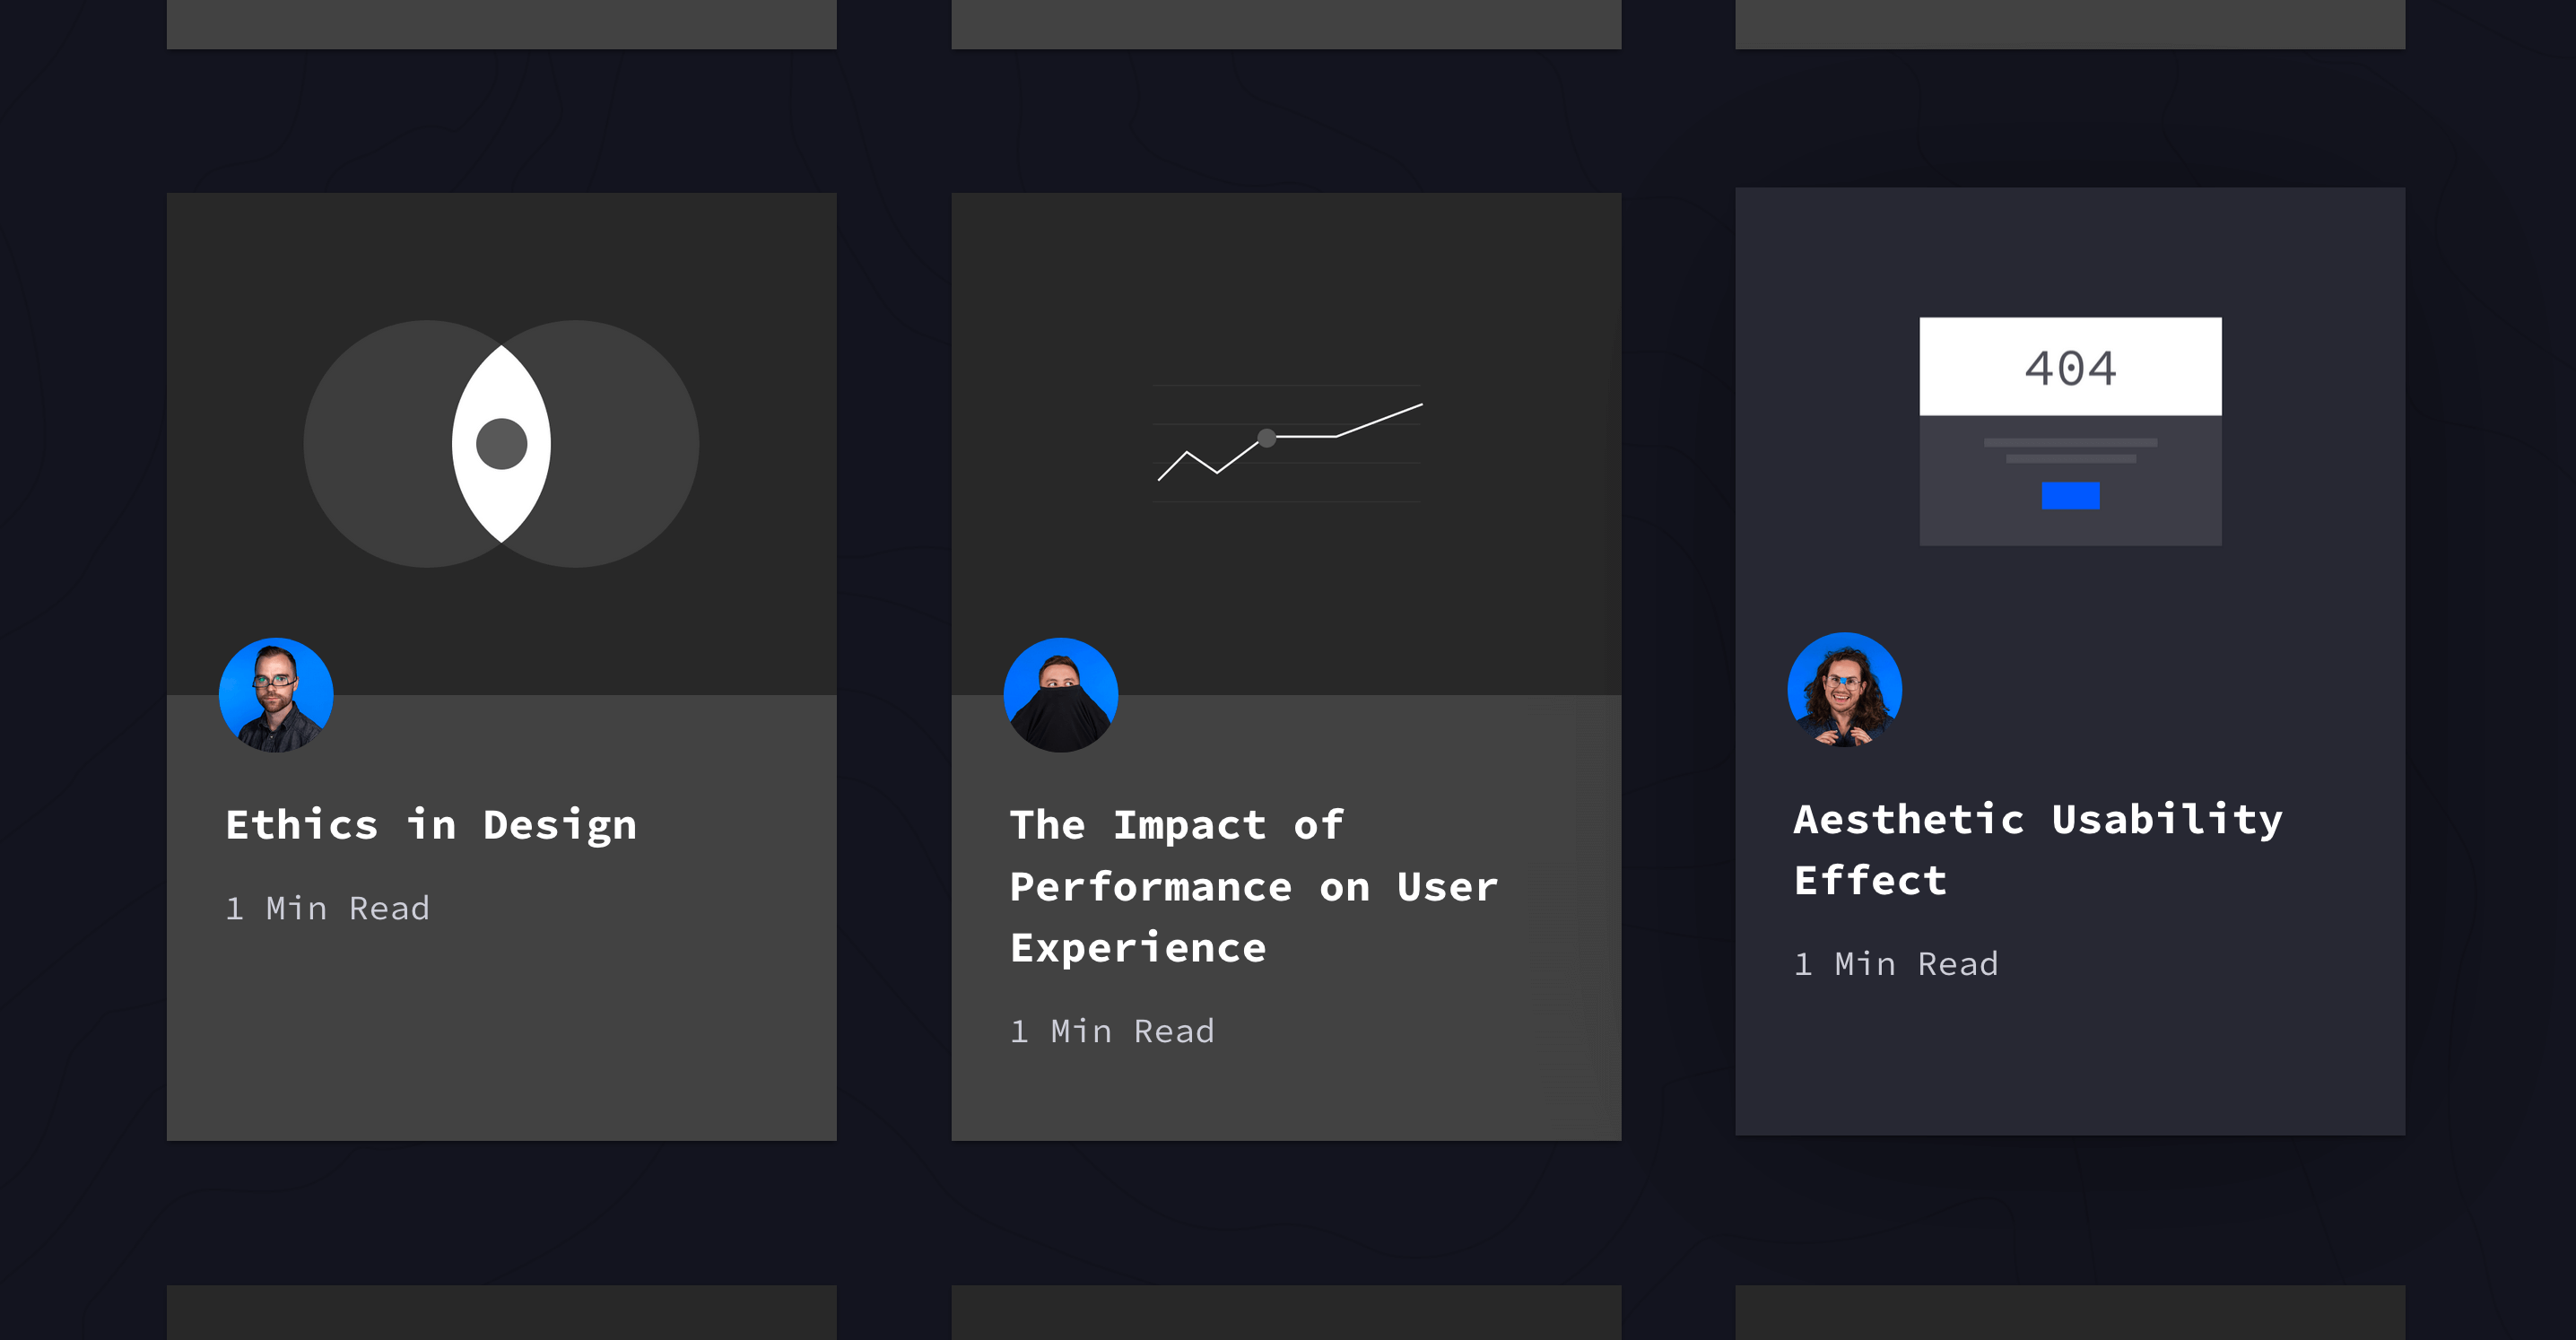 Ethics in Design
1 Min Read
The Impact of
Performance on User
Experience
1 Min Read
404
Aesthetic Usability
Effect
1 Min Read